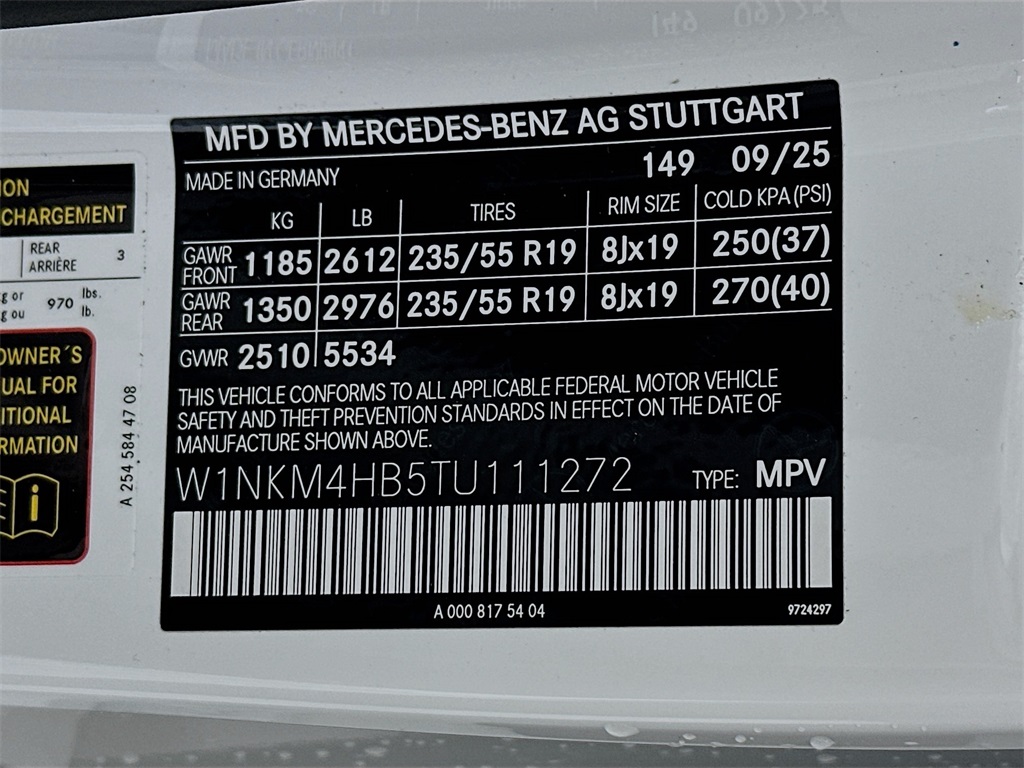 MFD BY MERCEDES-BENZ AG STUTTGART
MADE IN GERMANY 149 09/25
KG LB TIRES RIM SIZE COLD KPA (PSI)
GAWR FRONT 1185 2612 235/55 R19 8Jx19 250(37)
GAWR REAR 1350 2976 235/55 R19 8Jx19 270(40)
GVWR 2510 5534
THIS VEHICLE CONFORMS TO ALL APPLICABLE FEDERAL MOTOR VEHICLE
SAFETY AND THEFT PREVENTION STANDARDS IN EFFECT ON THE DATE OF
MANUFACTURE SHOWN ABOVE.
W1NKM4HB5TU111272 TYPE: MPV
A 000 817 54 04 9724297
ION
CHARGEMENT
REAR 3
ARRIÈRE
g or 970 lbs.
g ou lb.
OWNER´S
UAL FOR
ITIONAL
RMATION
i
A 254 584 47 08